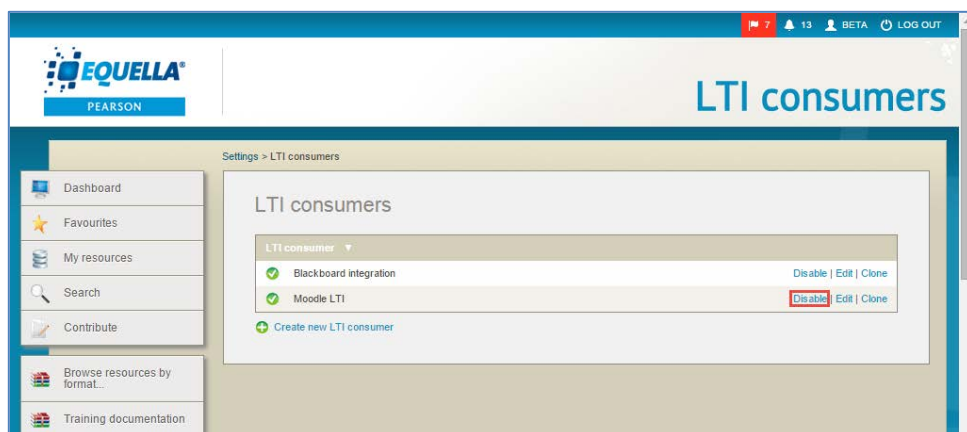 7 13 BETA LOG OUT
EQUELLA®
PEARSON
LTI consumers
Settings > LTI consumers
Dashboard
Favourites
My resources
Search
Contribute
Browse resources by
format...
Training documentation
LTI consumers
LTI consumer
Blackboard integration Disable | Edit | Clone
Moodle LTI Disable | Edit | Clone
Create new LTI consumer